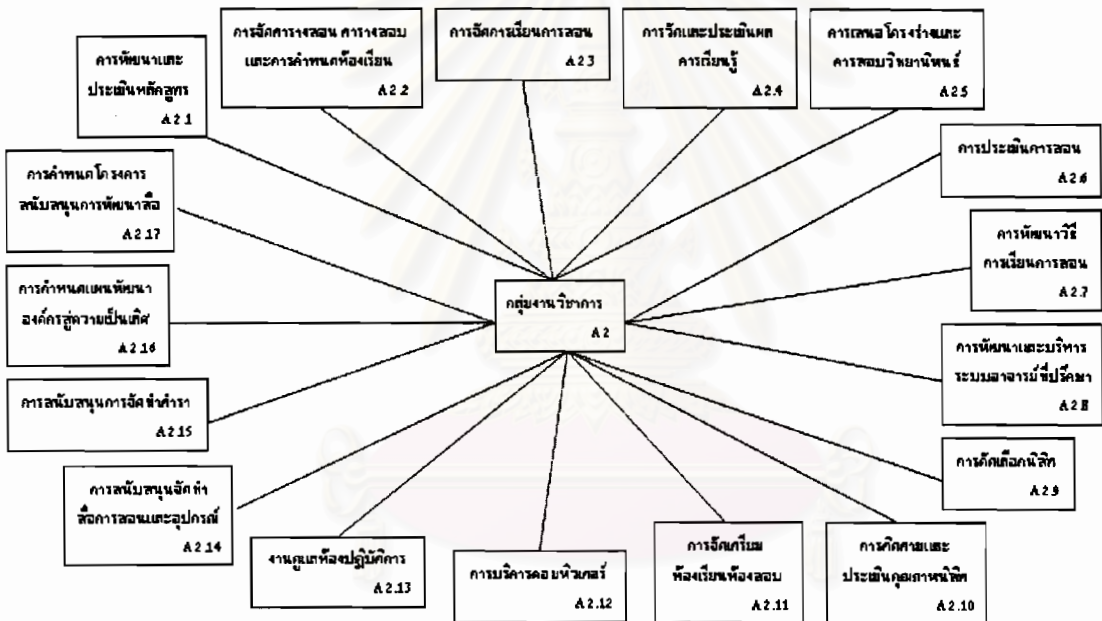 การพัฒนาและ
ประเมินหลักสูตร
A2.1
การจัดตารางสอน ตารางสอบ
และการกำหนดห้องเรียน
A2.2
การจัดการเรียนการสอน
A2.3
การวัดและประเมินผล
การเรียนรู้
A2.4
การเสนอโครงร่างและ
การสอบวิทยานิพนธ์
A2.5
การประเมินการสอน
A2.6
การพัฒนาวิธี
การเรียนการสอน
A2.7
การพัฒนาและบริหาร
ระบบอาจารย์ที่ปรึกษา
A2.8
การคัดเลือกนิสิต
A2.9
การติดตามและ
ประเมินคุณภาพนิสิต
A2.10
การจัดเตรียม
ห้องเรียนห้องสอบ
A2.11
การบริการคอมพิวเตอร์
A2.12
งานดูแลห้องปฏิบัติการ
A2.13
การสนับสนุนจัดทำ
สื่อการสอนและอุปกรณ์
A2.14
การสนับสนุนการจัดทำตำรา
A2.15
การกำหนดแผนพัฒนา
องค์กรสู่ความเป็นเลิศ
A2.16
การกำหนดโครงการ
สนับสนุนการพัฒนาสื่อ
A2.17
กลุ่มงานวิชาการ
A2